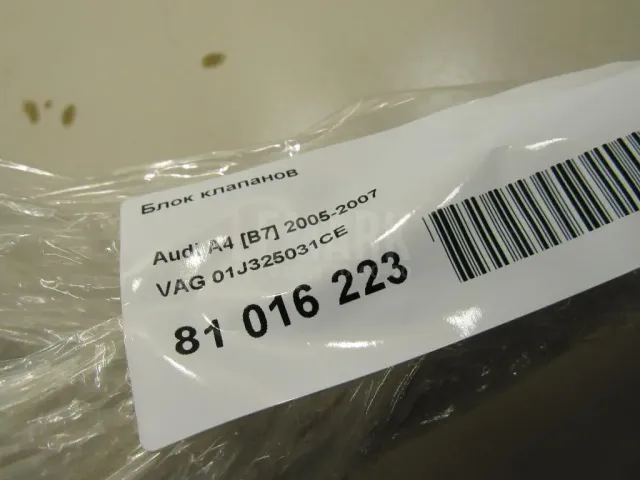 Блок клапанов
Audi A4 [B7] 2005-2007
VAG 01J325031CE
81 016 223